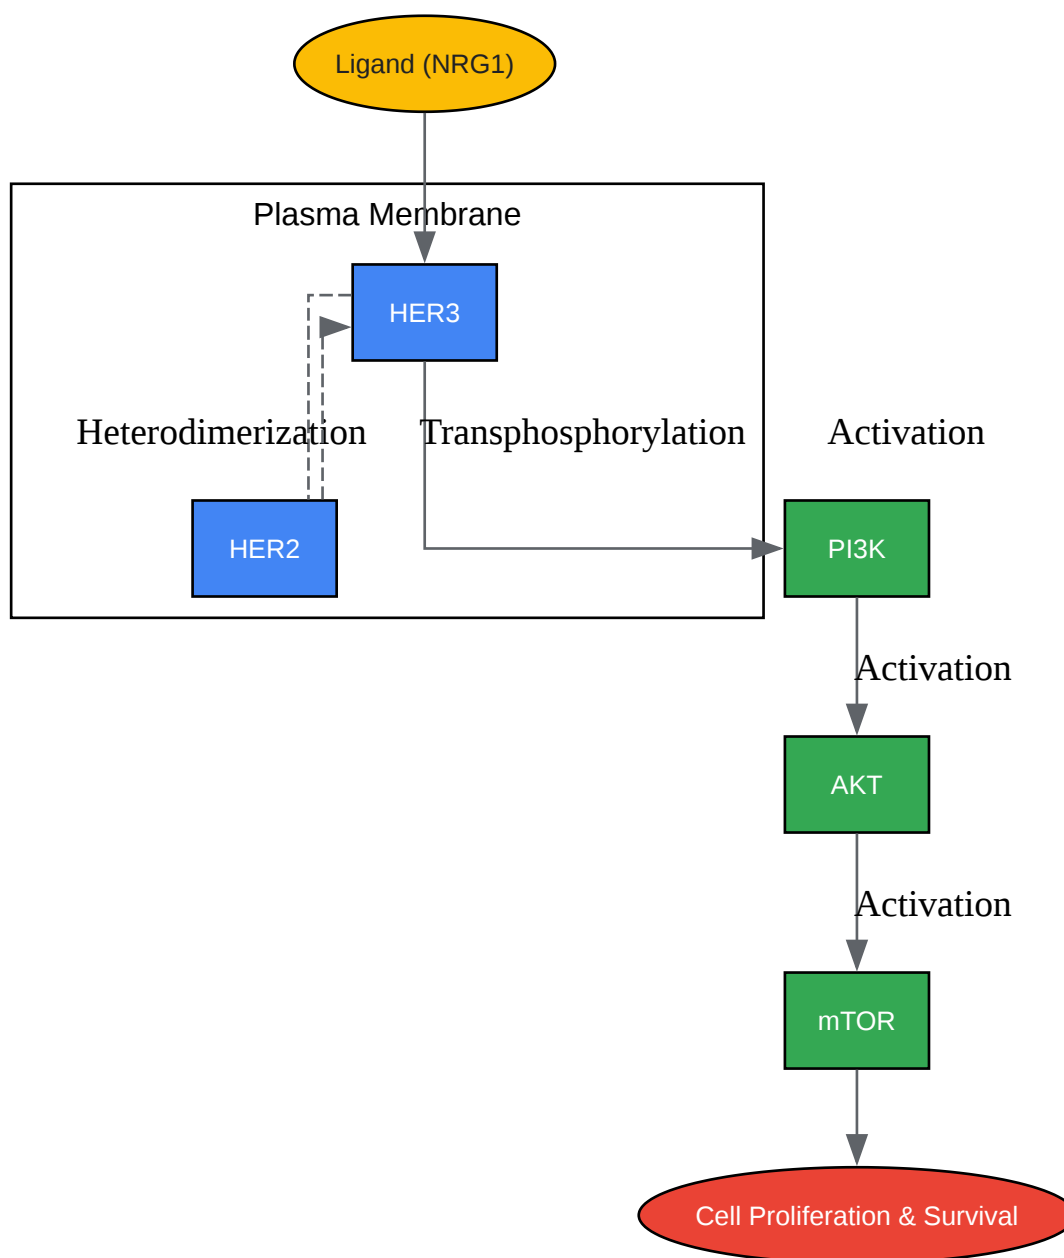 Ligand (NRG1)
Plasma Membrane
HER3
Heterodimerization
Transphosphorylation
Activation
HER2
PI3K
Activation
AKT
Activation
mTOR
Cell Proliferation & Survival